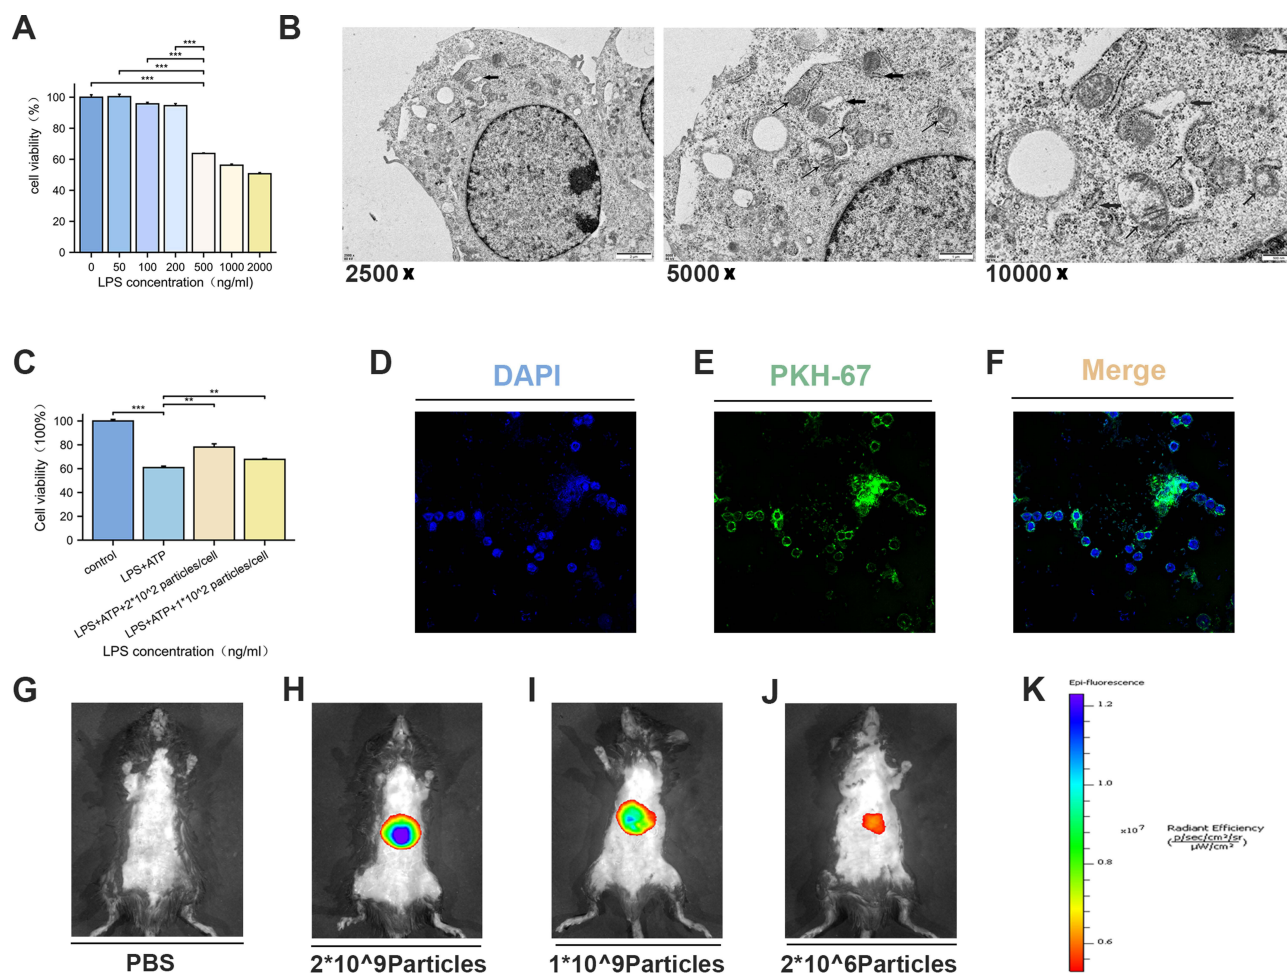 A
B
***
***
***
***
cell viability（%）
100
80
60
40
20
0
0 50 100 200 500 1000 2000
LPS concentration（ng/ml)
2500 x
5000 x
10000 x
C
D
E
F
DAPI
PKH-67
Merge
**
***
**
Cell viability（100%）
100
80
60
40
20
0
control
LPS+ATP
LPS+ATP+2*10^2 particles/cell
LPS+ATP+1*10^2 particles/cell
LPS concentration（ng/ml）
G
H
I
J
K
PBS
2*10^9Particles
1*10^9Particles
2*10^6Particles
Epi-fluorescence
1.2
1.0
x10⁷
0.8
0.6
Radiant Efficiency
(p/sec/cm²/sr
µW/cm²)